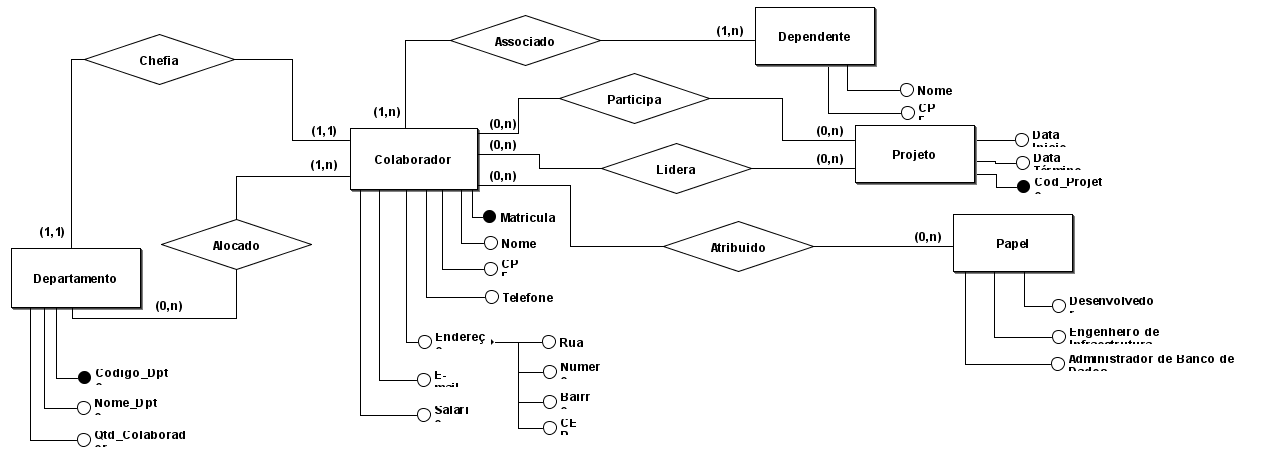 Chefia
Associado
(1,n)
Dependente
Nome
CP
F
(1,n)
Participa
(0,n)
(0,n)
(1,1)
Colaborador
(0,n)
Lidera
(0,n)
Projeto
Data
Inicio
Data
Término
Cod_Projet
o
(1,n)
(0,n)
Atribuido
(0,n)
Papel
Desenvolvedo
r
Engenheiro de
Infraestrutura
Administrador de Banco de
Dados
Alocado
(1,1)
Departamento
(0,n)
Matricula
Nome
CP
F
Telefone
Endereç
o
Rua
Numer
o
Bairr
o
CE
P
E-
mail
Salari
o
Codigo_Dpt
o
Nome_Dpt
o
Qtd_Colaborad
or